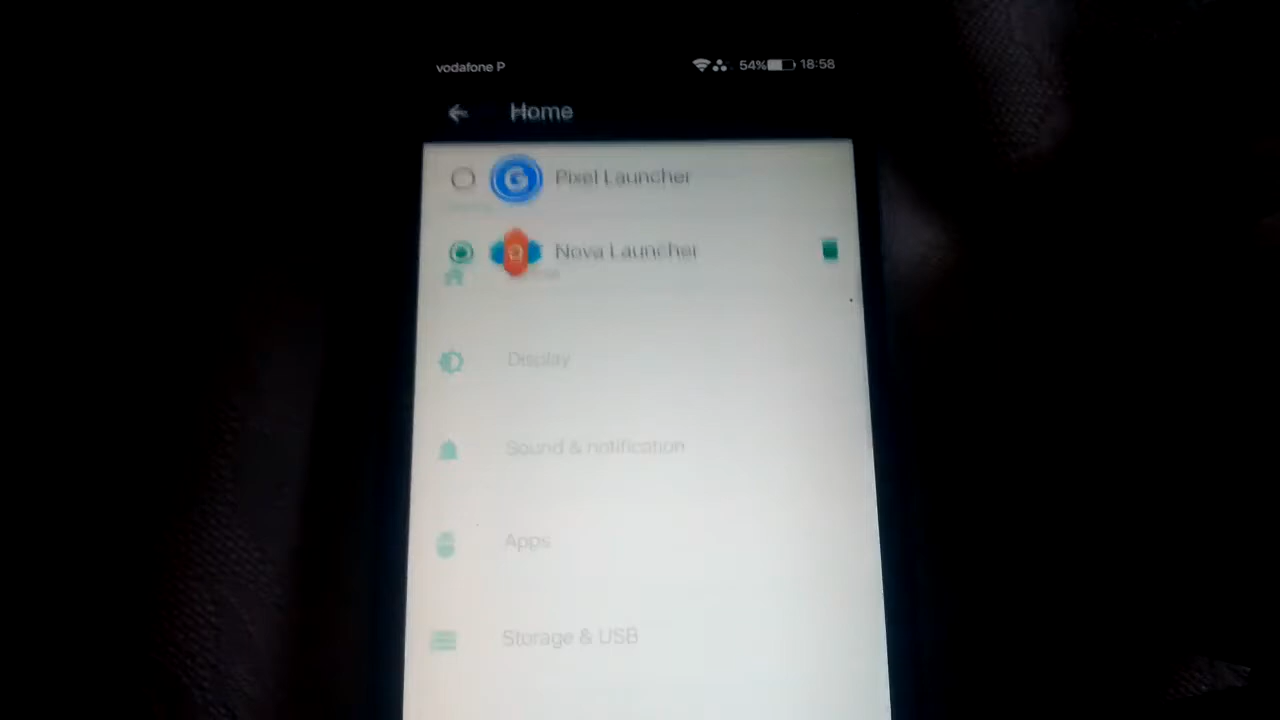 vodafone P
54% 18:58
Home
G Pixel Launcher
Nova Launcher
Display
Sound & notification
Apps
Storage & USB